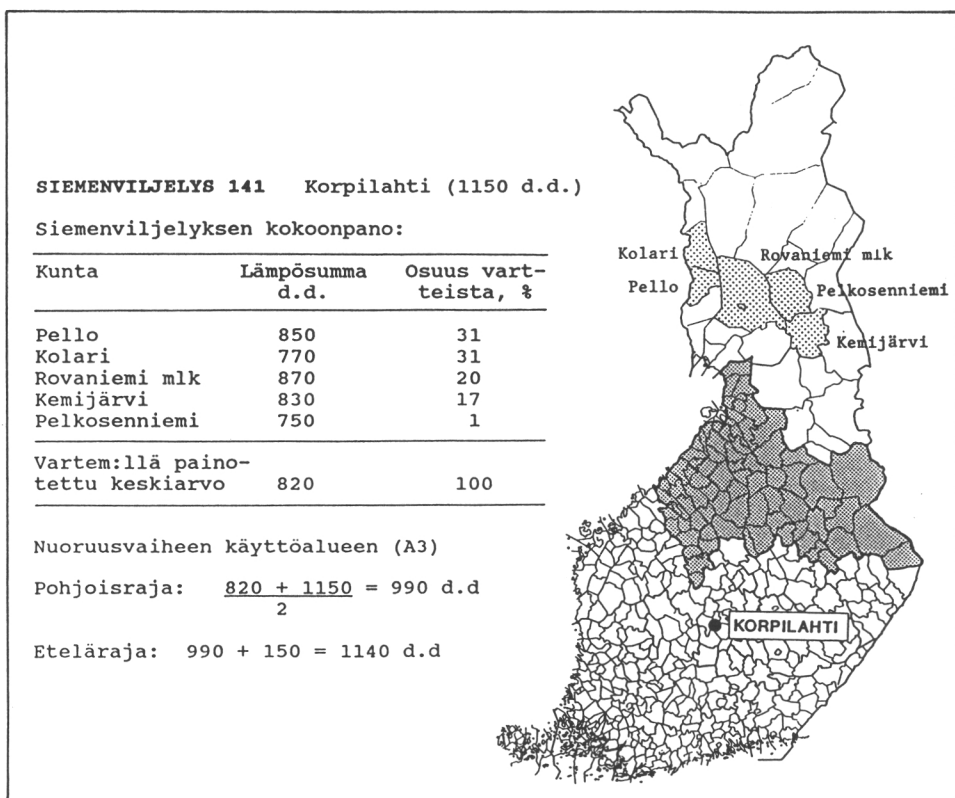 SIEMENVILJELYS 141 Korpilahti (1150 d.d.)
Siemenviljelyksen kokoonpano:
Kunta Lämpösumma Osuus vart-
d.d. teista, %
Pello 850 31
Kolari 770 31
Rovaniemi mlk 870 20
Kemijärvi 830 17
Pelkosenniemi 750 1
Vartem:llä paino-
tettu keskiarvo 820 100
Nuoruusvaiheen käyttöalueen (A3)
Pohjoisraja: 820 + 1150 = 990 d.d
2
Eteläraja: 990 + 150 = 1140 d.d
Kolari
Rovaniemi mlk
Pello
Pelkosenniemi
Kemijärvi
KORPILAHTI